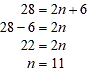 28 = 2n + 6
28 − 6 = 2n
22 = 2n
n = 11